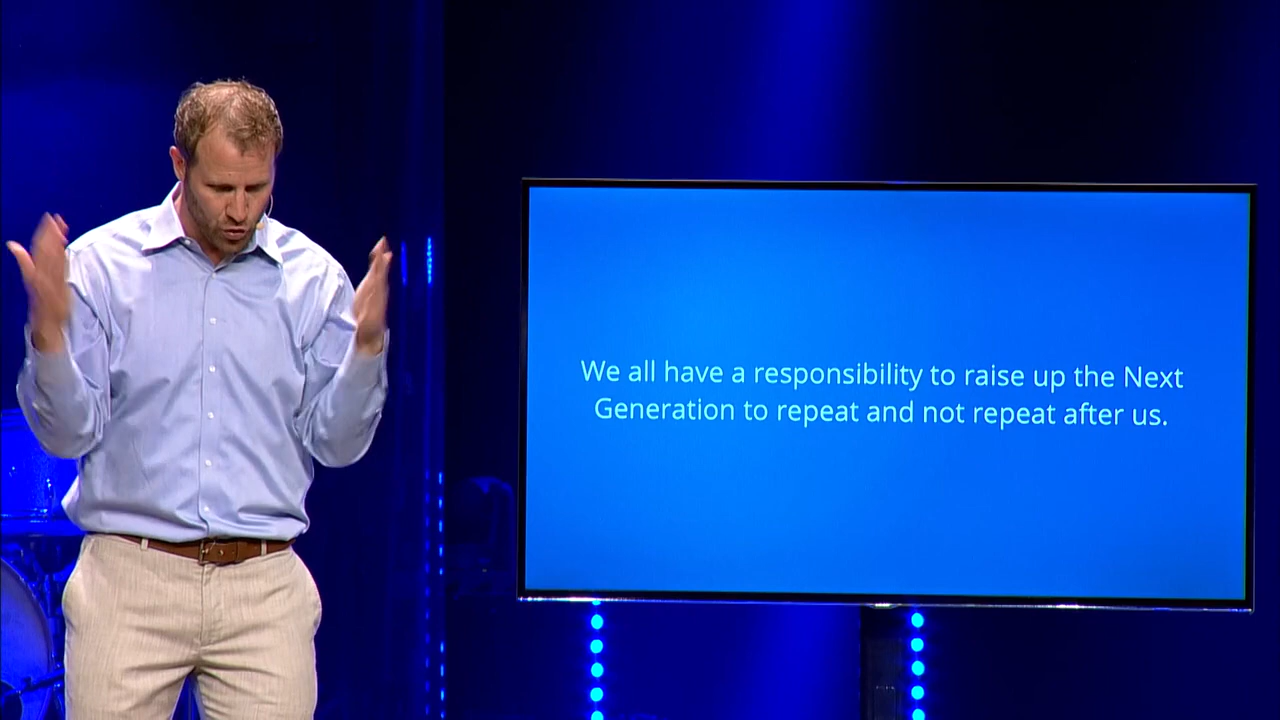 We all have a responsibility to raise up the Next
Generation to repeat and not repeat after us.